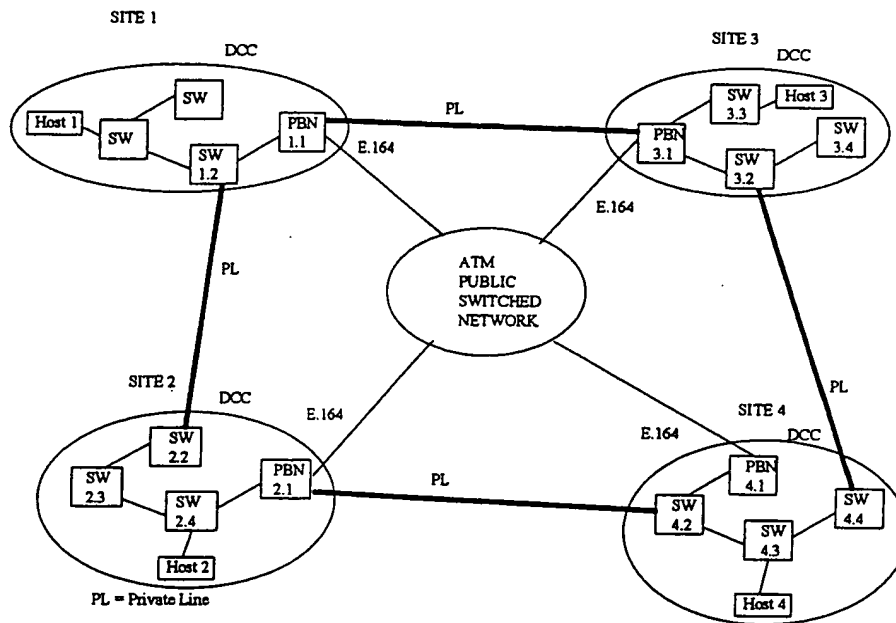 SITE 1
DCC
SW
Host 1
SW
PBN
1.1
SW
1.2
E.164
PL
SITE 3
DCC
SW
3.3
Host 3
PBN
3.1
SW
3.4
SW
3.2
E.164
PL
ATM
PUBLIC
SWITCHED
NETWORK
PL
SITE 2
DCC
SW
2.2
SW
2.3
PBN
2.1
SW
2.4
Host 2
E.164
PL
SITE 4
DCC
E.164
PBN
4.1
SW
4.2
SW
4.4
SW
4.3
Host 4
PL = Private Line